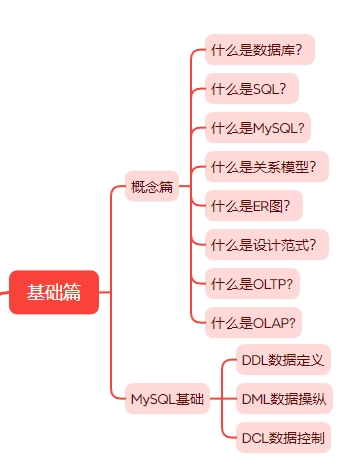 什么是数据库?
什么是SQL?
什么是MySQL?
什么是关系模型?
概念篇
什么是ER图?
什么是设计范式?
基础篇
什么是OLTP?
什么是OLAP?
DDL数据定义
MySQL基础
DML数据操纵
DCL数据控制